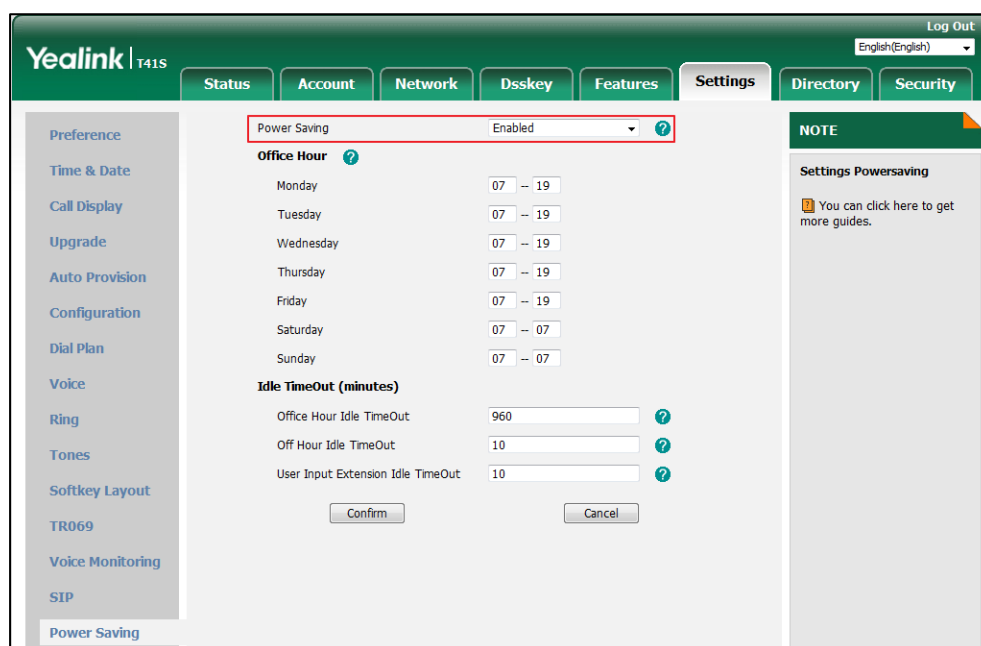 Log Out
English(English)
Yealink T41S
Status Account Network Dsskey Features Settings Directory Security
Preference
Time & Date
Call Display
Upgrade
Auto Provision
Configuration
Dial Plan
Voice
Ring
Tones
Softkey Layout
TR069
Voice Monitoring
SIP
Power Saving
Power Saving Enabled ?
Office Hour ?
Monday 07 -- 19
Tuesday 07 -- 19
Wednesday 07 -- 19
Thursday 07 -- 19
Friday 07 -- 19
Saturday 07 -- 07
Sunday 07 -- 07
Idle TimeOut (minutes)
Office Hour Idle TimeOut 960 ?
Off Hour Idle TimeOut 10 ?
User Input Extension Idle TimeOut 10 ?
Confirm Cancel
NOTE
Settings Powersaving
? You can click here to get
more guides.